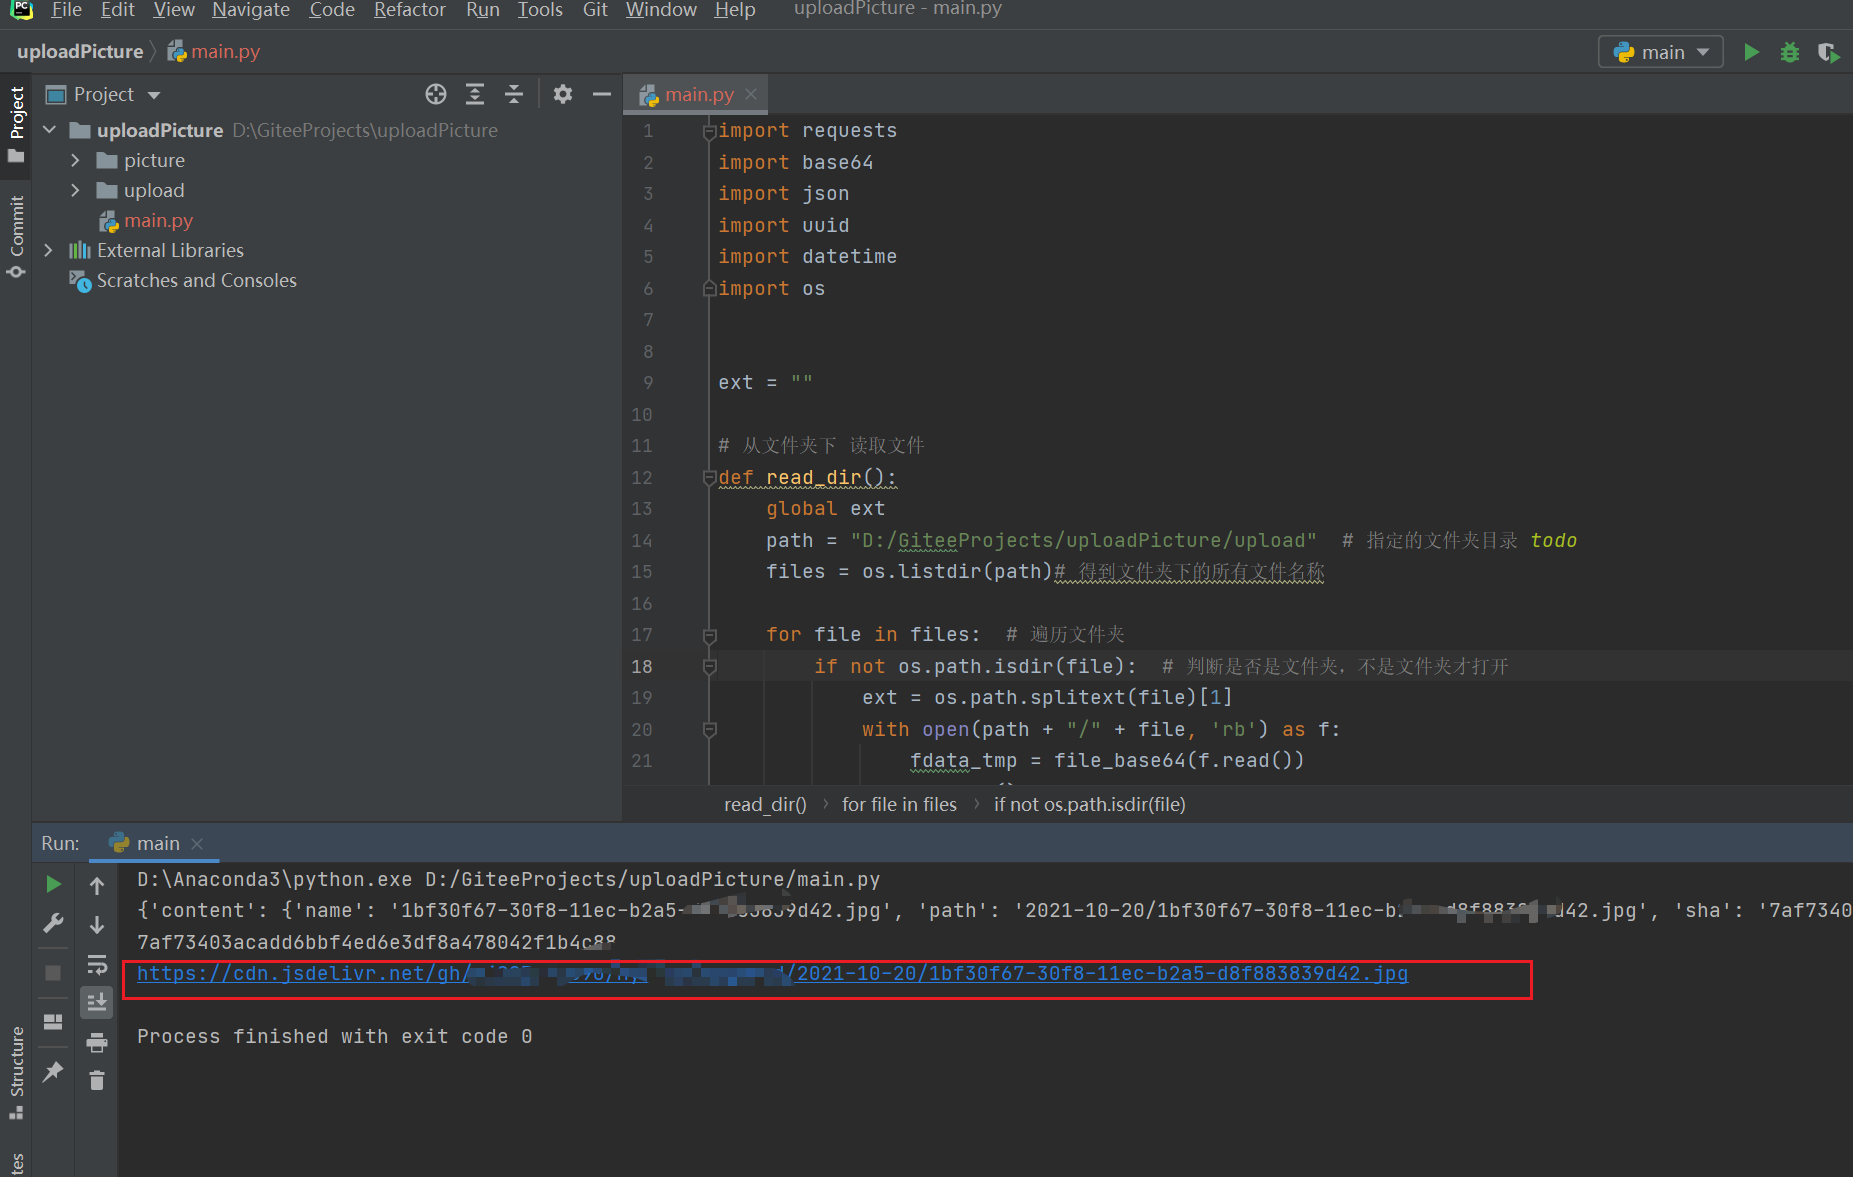 File Edit View Navigate Code Refactor Run Tools Git Window Help uploadPicture - main.py
uploadPicture main.py
main
Project
Project
main.py
uploadPicture D:\GiteeProjects\uploadPicture
picture
upload
main.py
External Libraries
Scratches and Consoles
Commit
1 import requests
2 import base64
3 import json
4 import uuid
5 import datetime
6 import os
7
8
9 ext = ""
10
11 # 从文件夹下 读取文件
12 def read_dir():
13 global ext
14 path = "D:/GiteeProjects/uploadPicture/upload" # 指定的文件夹目录 todo
15 files = os.listdir(path)# 得到文件夹下的所有文件名称
16
17 for file in files: # 遍历文件夹
18 if not os.path.isdir(file): # 判断是否是文件夹，不是文件夹才打开
19 ext = os.path.splitext(file)[1]
20 with open(path + "/" + file, 'rb') as f:
21 fdata_tmp = file_base64(f.read())
read_dir() for file in files if not os.path.isdir(file)
Run: main
D:\Anaconda3\python.exe D:/GiteeProjects/uploadPicture/main.py
{'content': {'name': '1bf30f67-30f8-11ec-b2a5- d42.jpg', 'path': '2021-10-20/1bf30f67-30f8-11ec- d42.jpg', 'sha': '7af7340
7af73403acadd6bbf4ed6e3df8a478042f1b4c88
https://cdn.jsdelivr.net/gh/ /2021-10-20/1bf30f67-30f8-11ec-b2a5-d8f883839d42.jpg
Process finished with exit code 0
Structure